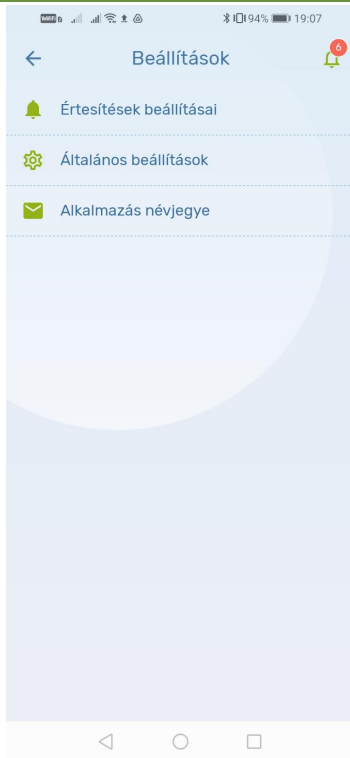 94% 19:07
Beállítások
6
Értesítések beállításai
Általános beállítások
Alkalmazás névjegye